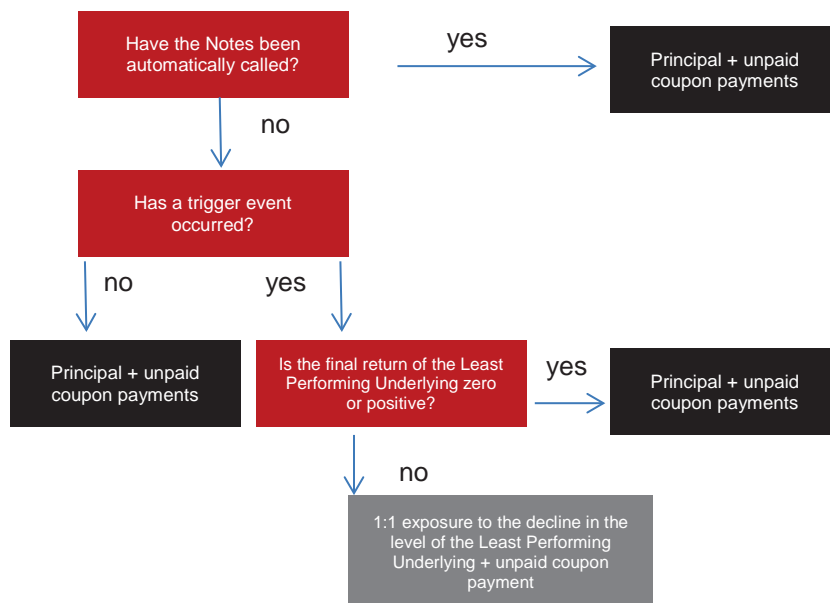 Have the Notes been
automatically called?
yes
Principal + unpaid
coupon payments
no
Has a trigger event
occurred?
no
yes
Principal + unpaid
coupon payments
Is the final return of the Least
Performing Underlying zero
or positive?
yes
Principal + unpaid
coupon payments
no
1:1 exposure to the decline in the
level of the Least Performing
Underlying + unpaid coupon
payment